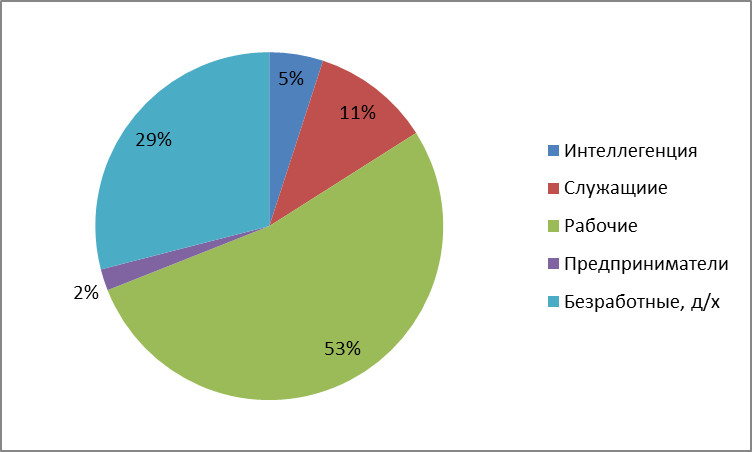 5%
11%
29%
2%
53%
Интеллегенция
Служащиие
Рабочие
Предприниматели
Безработные, д/х